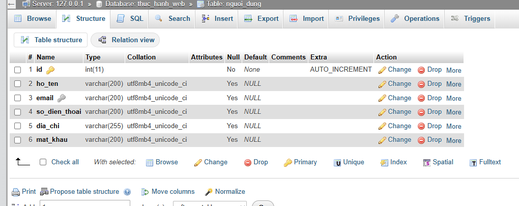 Server: 127.0.0.1 » Database: thuc_hanh_web » Table: nguoi_dung
Browse Structure SQL Search Insert Export Import Privileges Operations Triggers
Table structure Relation view
# Name Type Collation Attributes Null Default Comments Extra Action
1 id int(11) No None AUTO_INCREMENT Change Drop More
2 ho_ten varchar(200) utf8mb4_unicode_ci Yes NULL Change Drop More
3 email varchar(200) utf8mb4_unicode_ci Yes NULL Change Drop More
4 so_dien_thoai varchar(200) utf8mb4_unicode_ci Yes NULL Change Drop More
5 dia_chi varchar(255) utf8mb4_unicode_ci Yes NULL Change Drop More
6 mat_khau varchar(200) utf8mb4_unicode_ci Yes NULL Change Drop More
Check all With selected: Browse Change Drop Primary Unique Index Spatial Fulltext
Print Propose table structure Move columns Normalize